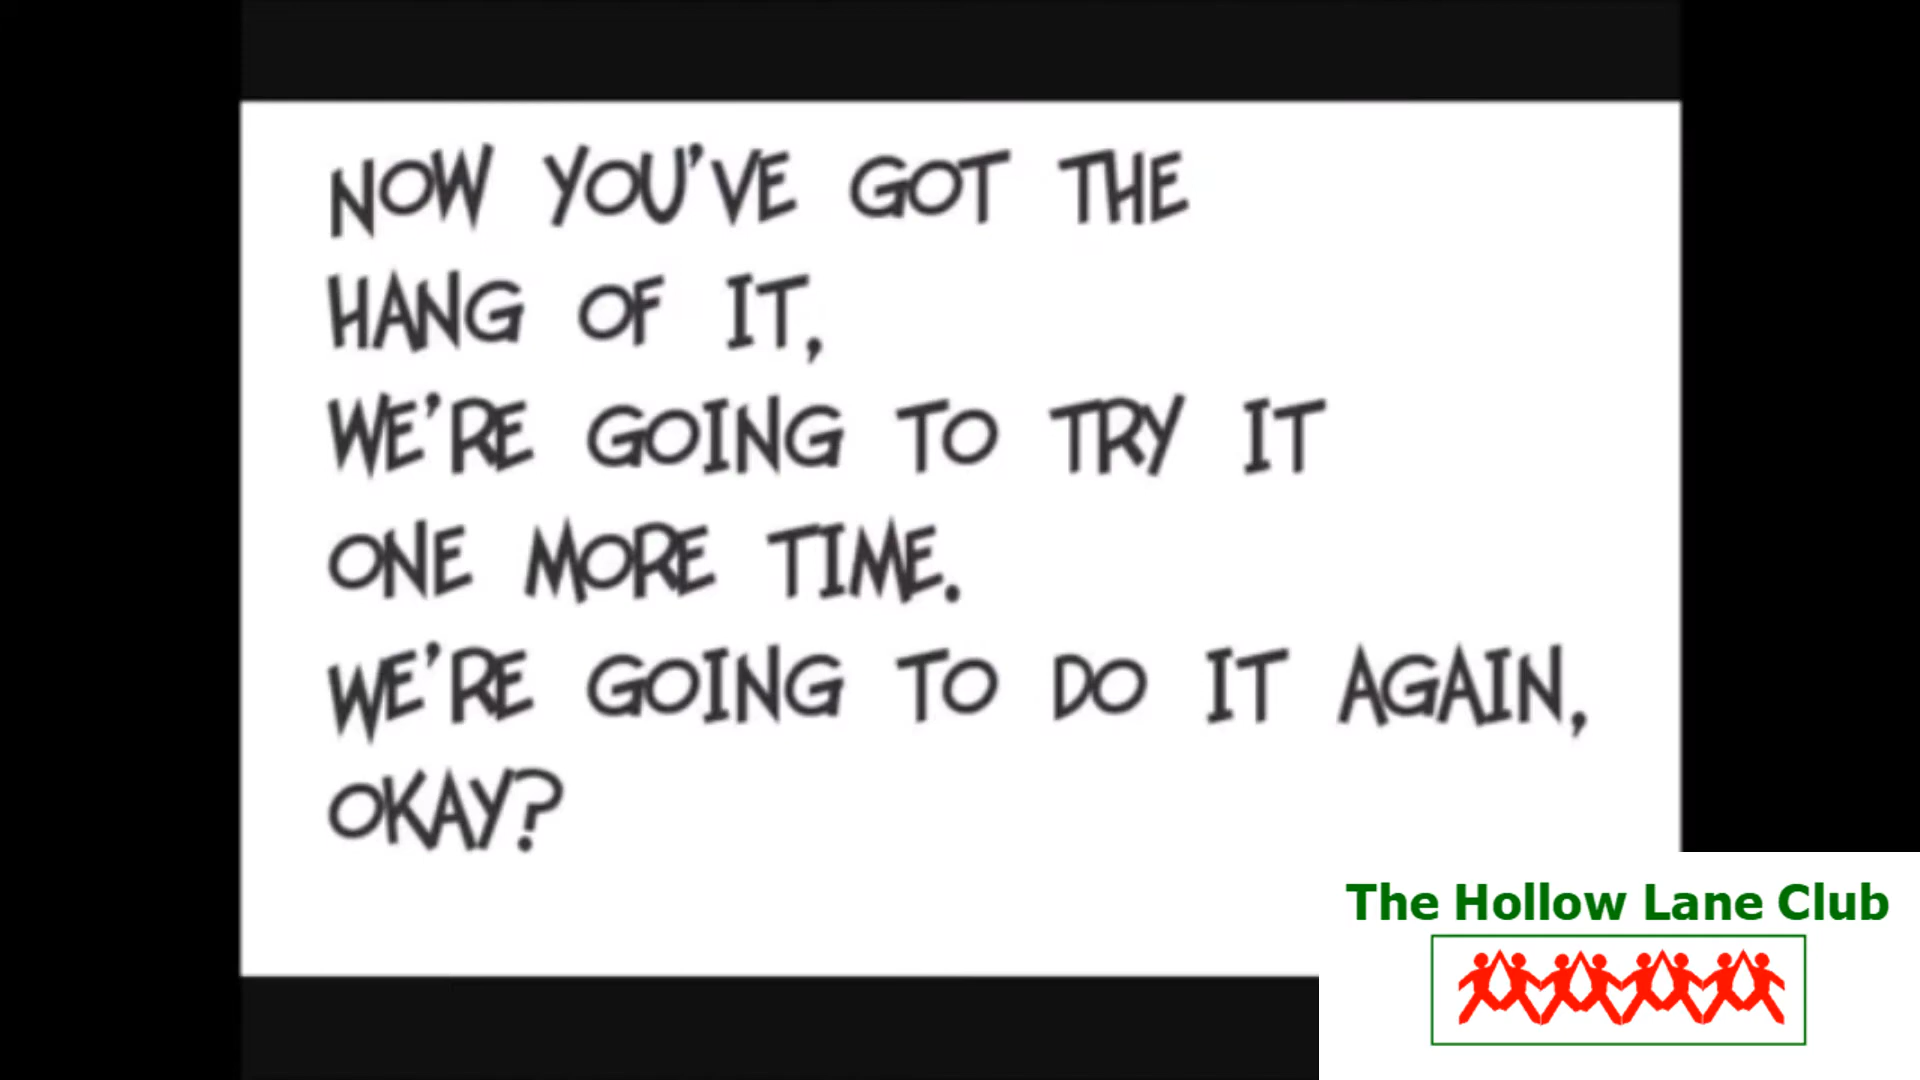 NOW YOU'VE GOT THE
HANG OF IT,
WE'RE GOING TO TRY IT
ONE MORE TIME.
WE'RE GOING TO DO IT AGAIN,
OKAY?
The Hollow Lane Club